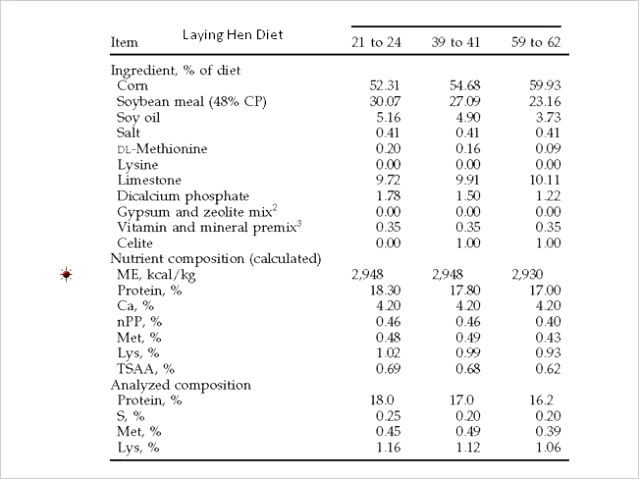 Laying Hen Diet
Item 21 to 24 39 to 41 59 to 62
Ingredient, % of diet
Corn 52.31 54.68 59.93
Soybean meal (48% CP) 30.07 27.09 23.16
Soy oil 5.16 4.90 3.73
Salt 0.41 0.41 0.41
DL-Methionine 0.20 0.16 0.09
Lysine 0.00 0.00 0.00
Limestone 9.72 9.91 10.11
Dicalcium phosphate 1.78 1.50 1.22
Gypsum and zeolite mix² 0.00 0.00 0.00
Vitamin and mineral premix³ 0.35 0.35 0.35
Celite 0.00 1.00 1.00
Nutrient composition (calculated)
ME, kcal/kg 2,948 2,948 2,930
Protein, % 18.30 17.80 17.00
Ca, % 4.20 4.20 4.20
nPP, % 0.46 0.46 0.40
Met, % 0.48 0.49 0.43
Lys, % 1.02 0.99 0.93
TSAA, % 0.69 0.68 0.62
Analyzed composition
Protein, % 18.0 17.0 16.2
S, % 0.25 0.20 0.20
Met, % 0.45 0.49 0.39
Lys, % 1.16 1.12 1.06